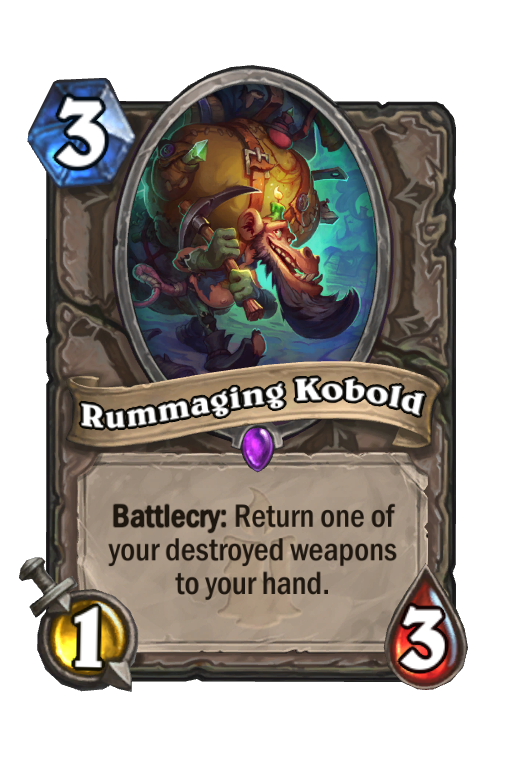 3
Rummaging Kobold
Battlecry: Return one of
your destroyed weapons
to your hand.
1
3